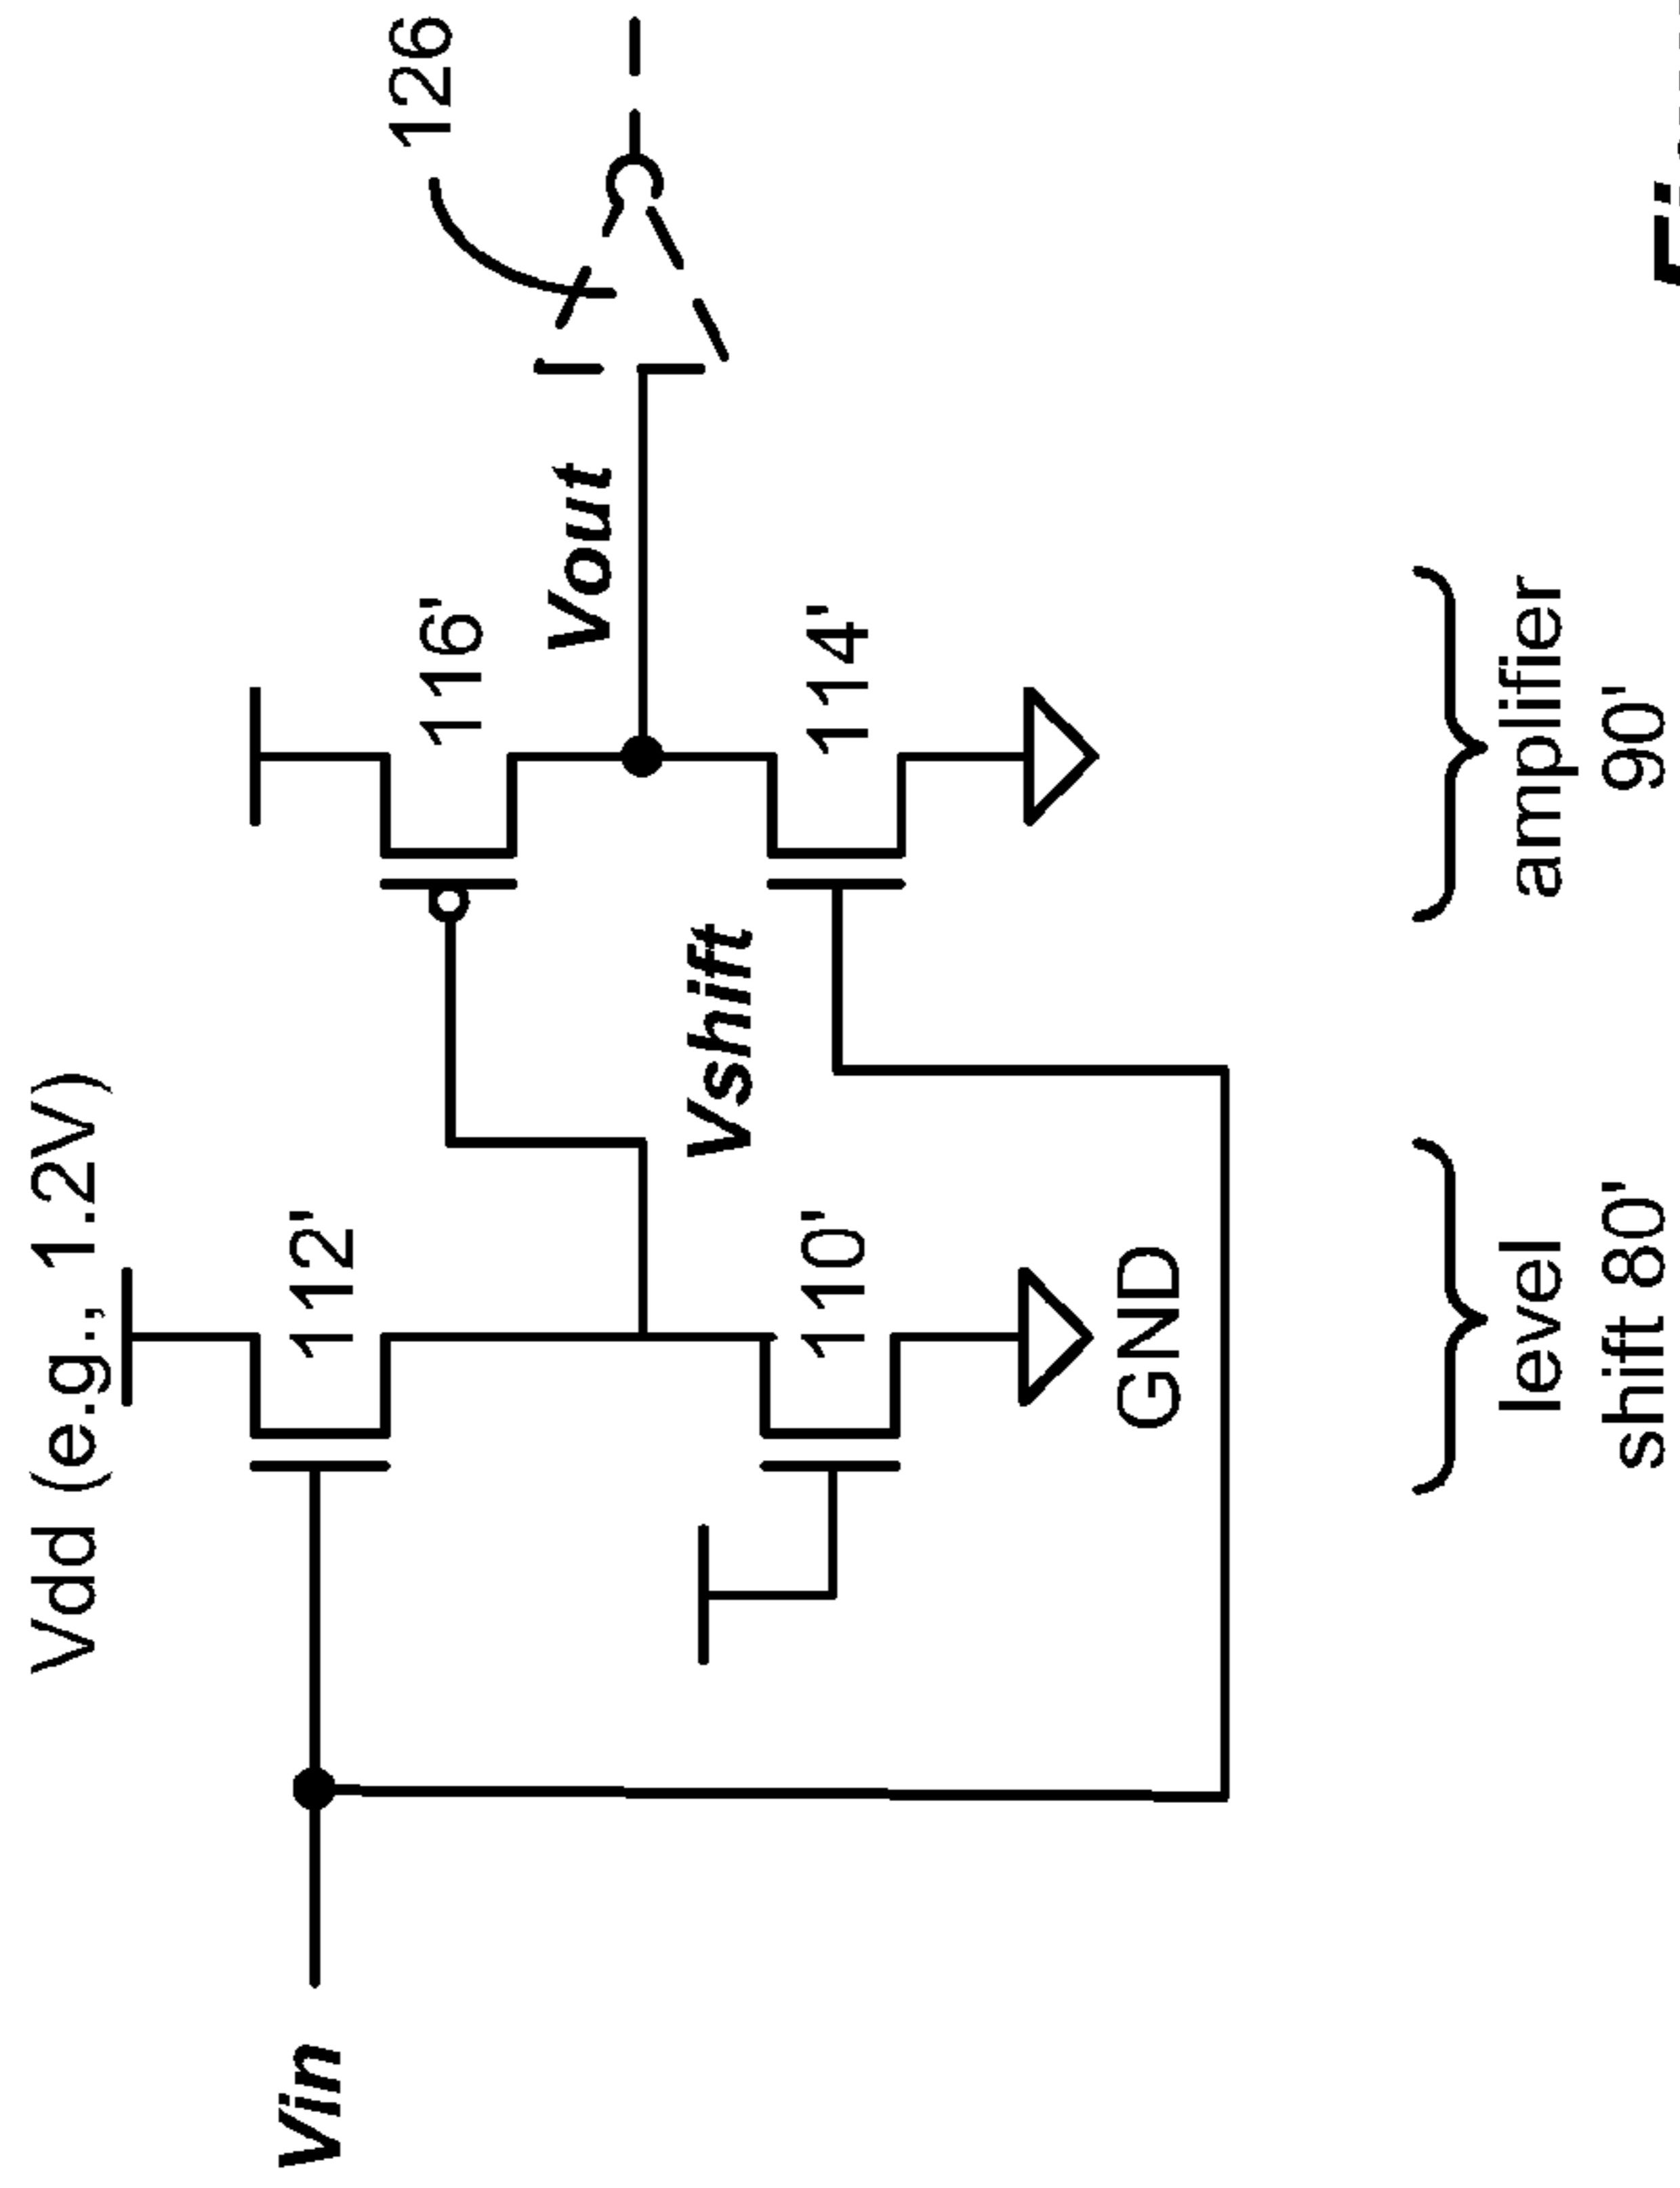 Vdd (e.g., 1.2V)
126
112'
116'
Vin
Vout
Vshift
110'
114'
GND
level
shift 80'
amplifier
90'